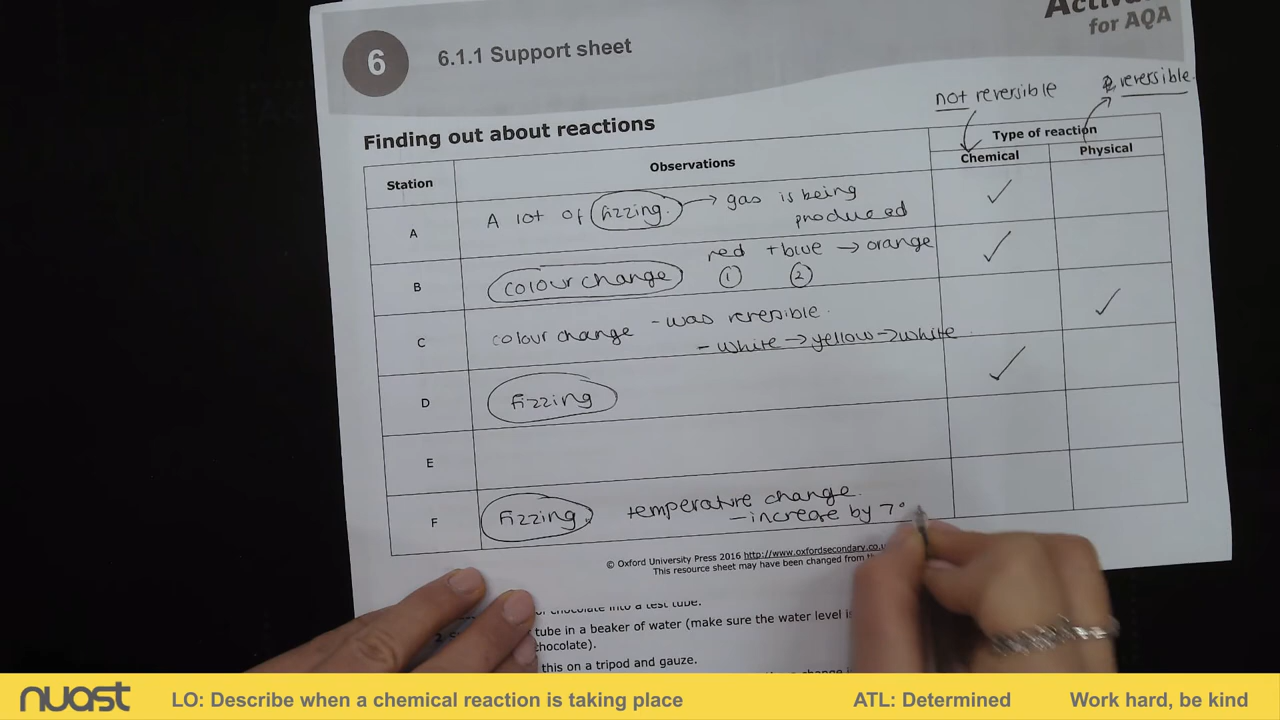 6
6.1.1 Support sheet
for AQA
not reversible
reversible.
Finding out about reactions
Station
Observations
Type of reaction
Chemical
Physical
A
A lot of fizzing. → gas is being
produced
✓
B
colour change
red + blue → orange
① ②
✓
C
colour change - was reversible.
- white → yellow → white
✓
D
fizzing
✓
E
F
fizzing.
temperature change.
- increase by 7°
© Oxford University Press 2016 http://www.oxfordsecondary.co.u
This resource sheet may have been changed from
chocolate into a test tube.
tube in a beaker of water (make sure the water level
chocolate).
this on a tripod and gauze.
nuast
LO: Describe when a chemical reaction is taking place
ATL: Determined
Work hard, be kind